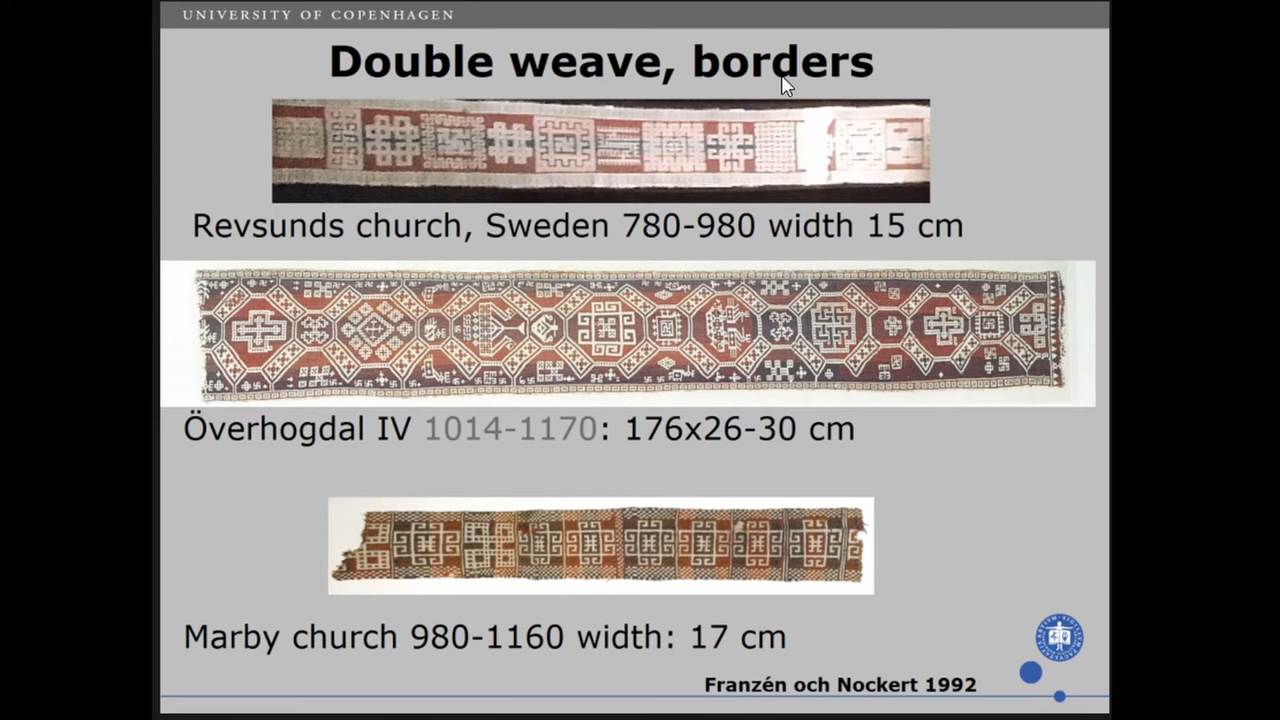 UNIVERSITY OF COPENHAGEN
Double weave, borders
Revsunds church, Sweden 780-980 width 15 cm
Överhogdal IV 1014-1170: 176x26-30 cm
Marby church 980-1160 width: 17 cm
Franzén och Nockert 1992